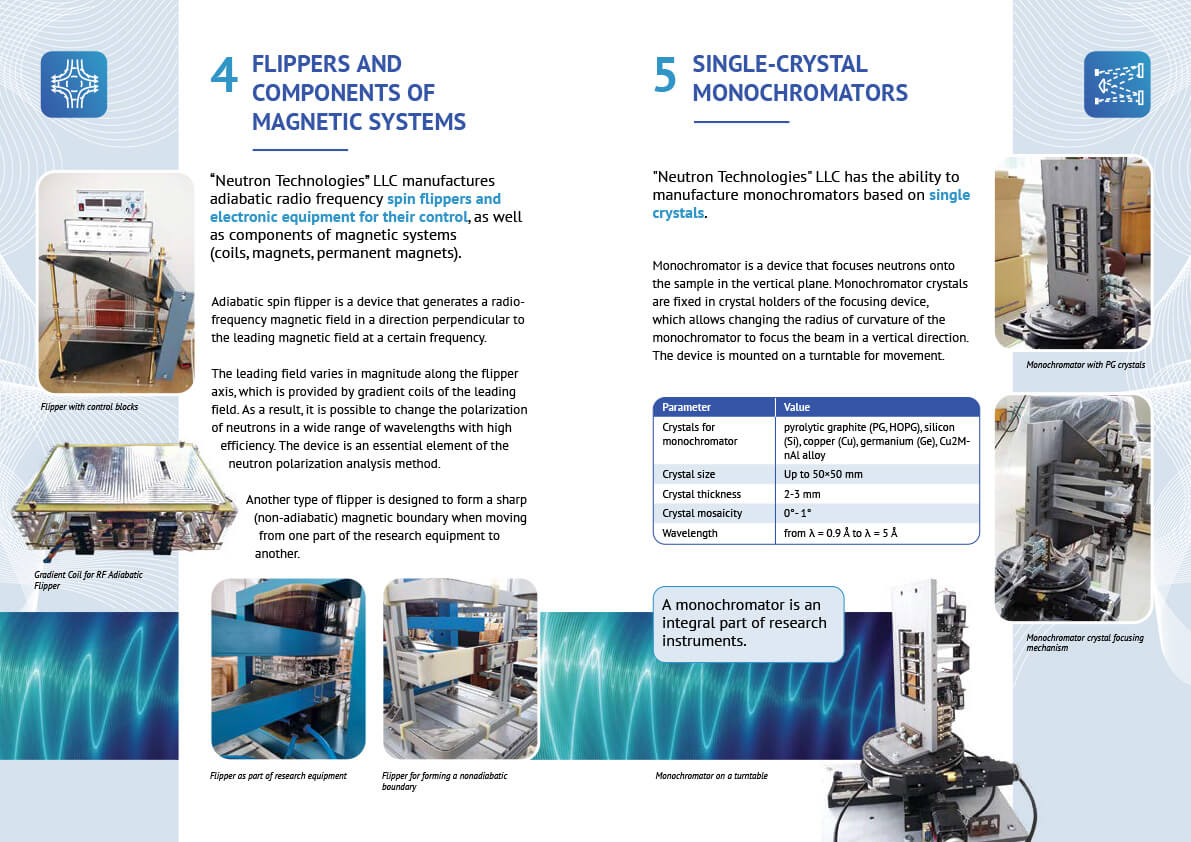 4
FLIPPERS AND
COMPONENTS OF
MAGNETIC SYSTEMS
“Neutron Technologies” LLC manufactures
adiabatic radio frequency spin flippers and
electronic equipment for their control, as well
as components of magnetic systems
(coils, magnets, permanent magnets).
Adiabatic spin flipper is a device that generates a radio-
frequency magnetic field in a direction perpendicular to
the leading magnetic field at a certain frequency.
The leading field varies in magnitude along the flipper
axis, which is provided by gradient coils of the leading
field. As a result, it is possible to change the polarization
of neutrons in a wide range of wavelengths with high
efficiency. The device is an essential element of the
neutron polarization analysis method.
Another type of flipper is designed to form a sharp
(non-adiabatic) magnetic boundary when moving
from one part of the research equipment to
another.
Flipper with control blocks
Gradient Coil for RF Adiabatic
Flipper
Flipper as part of research equipment
Flipper for forming a nonadiabatic
boundary
5
SINGLE-CRYSTAL
MONOCHROMATORS
"Neutron Technologies" LLC has the ability to
manufacture monochromators based on single
crystals.
Monochromator is a device that focuses neutrons onto
the sample in the vertical plane. Monochromator crystals
are fixed in crystal holders of the focusing device,
which allows changing the radius of curvature of the
monochromator to focus the beam in a vertical direction.
The device is mounted on a turntable for movement.
Parameter Value
Crystals for
monochromator
pyrolytic graphite (PG, HOPG), silicon
(Si), copper (Cu), germanium (Ge), Cu2M-
nAl alloy
Crystal size Up to 50×50 mm
Crystal thickness 2-3 mm
Crystal mosaicity 0°- 1°
Wavelength from λ = 0.9 Å to λ = 5 Å
A monochromator is an
integral part of research
instruments.
Monochromator on a turntable
Monochromator with PG crystals
Monochromator crystal focusing
mechanism